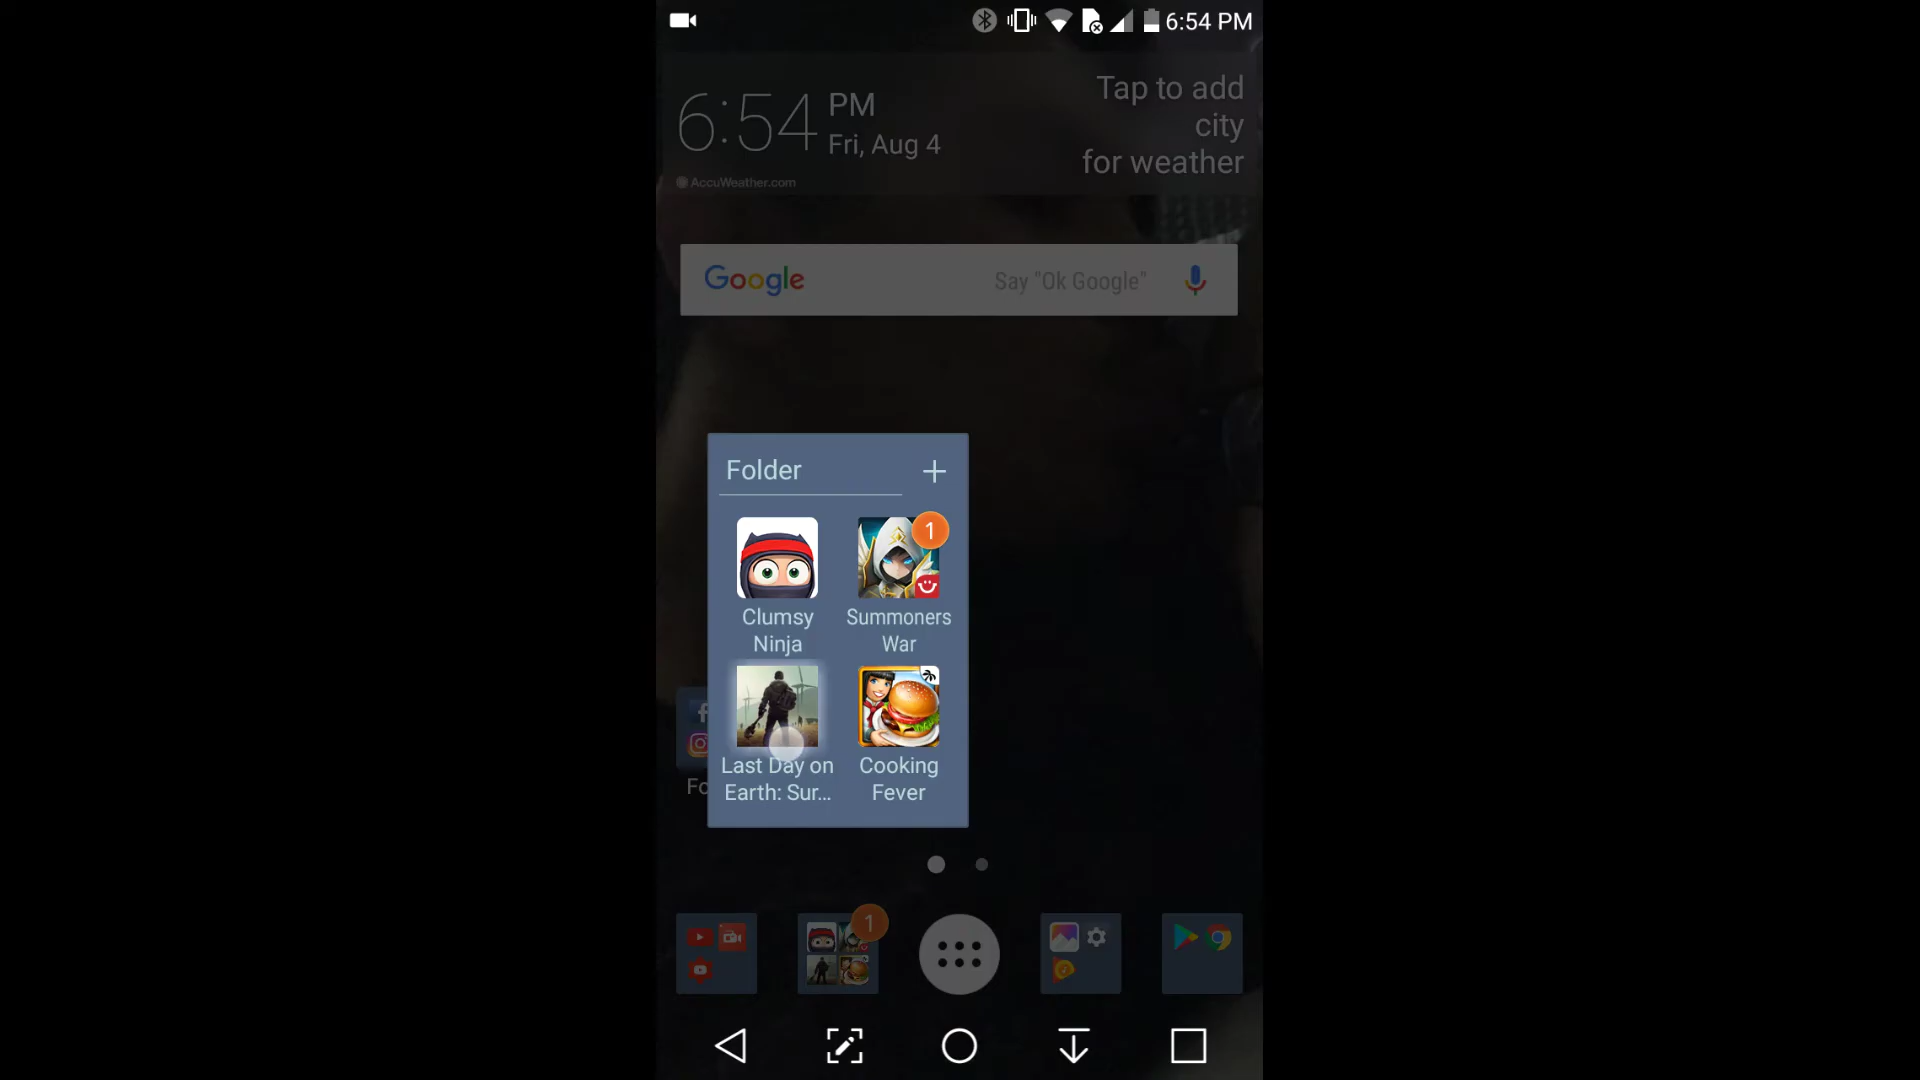 6:54 PM
6:54 PM
Fri, Aug 4
AccuWeather.com
Tap to add
city
for weather
Google
Say "Ok Google"
Folder
1
Clumsy
Ninja
Summoners
War
Last Day on
Earth: Sur...
Cooking
Fever
Fo
1